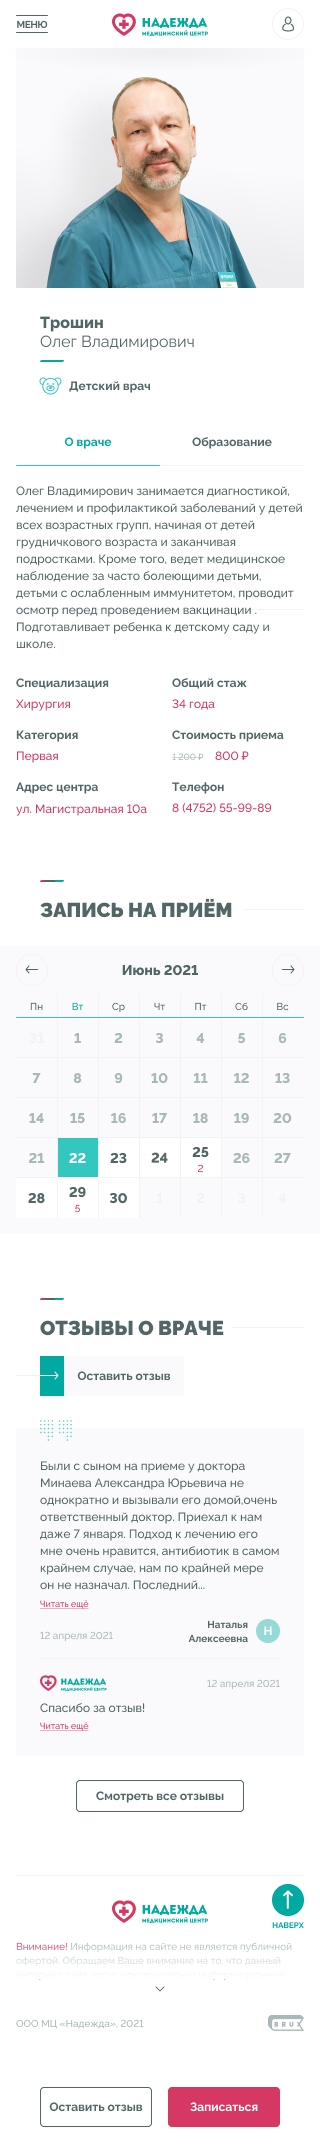 МЕНЮ
НАДЕЖДА
МЕДИЦИНСКИЙ ЦЕНТР
Трошин
Олег Владимирович
Детский врач
О враче
Образование
Олег Владимирович занимается диагностикой,
лечением и профилактикой заболеваний у детей
всех возрастных групп, начиная от детей
грудничкового возраста и заканчивая
подростками. Кроме того, ведет медицинское
наблюдение за часто болеющими детьми,
детьми с ослабленным иммунитетом, проводит
осмотр перед проведением вакцинации .
Подготавливает ребенка к детскому саду и
школе.
Специализация
Хирургия
Общий стаж
34 года
Категория
Первая
Стоимость приема
1 200 ₽ 800 ₽
Адрес центра
ул. Магистральная 10а
Телефон
8 (4752) 55-99-89
ЗАПИСЬ НА ПРИЁМ
Июнь 2021
Пн Вт Ср Чт Пт Сб Вс
31 1 2 3 4 5 6
7 8 9 10 11 12 13
14 15 16 17 18 19 20
21 22 23 24 25 26 27
2
28 29 30 1 2 3 4
5
ОТЗЫВЫ О ВРАЧЕ
Оставить отзыв
Были с сыном на приеме у доктора
Минаева Александра Юрьевича не
однократно и вызывали его домой,очень
ответственный доктор. Приехал к нам
даже 7 января. Подход к лечению его
мне очень нравится, антибиотик в самом
крайнем случае, нам по крайней мере
он не назначал. Последний...
Читать ещё
12 апреля 2021
Наталья
Алексеевна
Н
НАДЕЖДА
МЕДИЦИНСКИЙ ЦЕНТР
12 апреля 2021
Спасибо за отзыв!
Читать ещё
Смотреть все отзывы
НАДЕЖДА
МЕДИЦИНСКИЙ ЦЕНТР
НАВЕРХ
Внимание! Информация на сайте не является публичной
офертой. Обращаем Ваше внимание на то, что данный
ООО МЦ «Надежда», 2021
BRUX
Оставить отзыв
Записаться